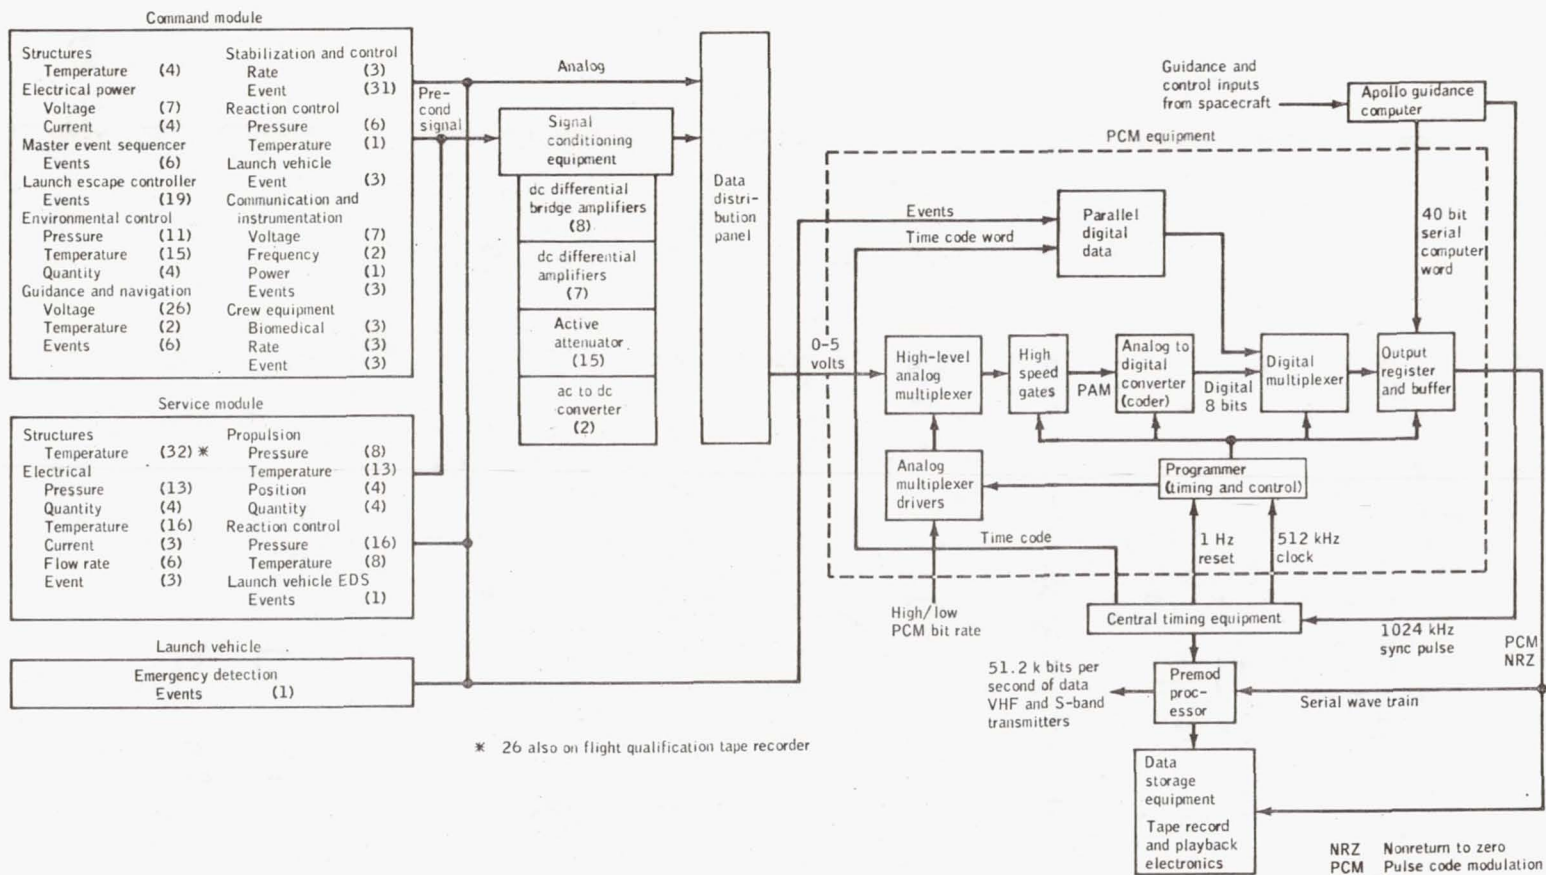 Command module
Structures
Temperature (4)
Electrical power
Voltage (7)
Current (4)
Master event sequencer
Events (6)
Launch escape controller
Events (19)
Environmental control
Pressure (11)
Temperature (15)
Quantity (4)
Guidance and navigation
Voltage (26)
Temperature (2)
Events (6)
Stabilization and control
Rate (3)
Event (31)
Reaction control
Pressure (6)
Temperature (1)
Launch vehicle
Event (3)
Communication and
instrumentation
Voltage (7)
Frequency (2)
Power (1)
Events (3)
Crew equipment
Biomedical (3)
Rate (3)
Event (3)
Service module
Structures
Temperature (32) *
Electrical
Pressure (13)
Quantity (4)
Temperature (16)
Current (3)
Flow rate (6)
Event (3)
Propulsion
Pressure (8)
Temperature (13)
Position (4)
Quantity (4)
Reaction control
Pressure (16)
Temperature (8)
Launch vehicle EDS
Events (1)
Launch vehicle
Emergency detection
Events (1)
Pre-
cond
signal
Analog
Signal
conditioning
equipment
dc differential
bridge amplifiers
(8)
dc differential
amplifiers
(7)
Active
attenuator
(15)
ac to dc
converter
(2)
Data
distri-
bution
panel
* 26 also on flight qualification tape recorder
Guidance and
control inputs
from spacecraft
Apollo guidance
computer
PCM equipment
Events
Time code word
Parallel
digital
data
40 bit
serial
computer
word
0-5
volts
High-level
analog
multiplexer
High
speed
gates
PAM
Analog to
digital
converter
(coder)
Digital
8 bits
Digital
multiplexer
Output
register
and buffer
Analog
multiplexer
drivers
Programmer
(timing and control)
Time code
1 Hz
reset
512 kHz
clock
High/low
PCM bit rate
Central timing equipment
1024 kHz
sync pulse
PCM
NRZ
51.2 k bits per
second of data
VHF and S-band
transmitters
Premod
proc-
essor
Serial wave train
Data
storage
equipment
Tape record
and playback
electronics
NRZ Nonreturn to zero
PCM Pulse code modulation